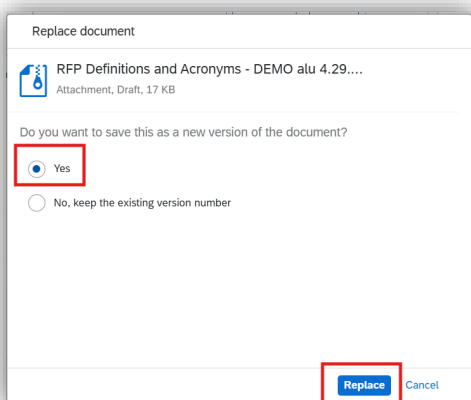 Replace document
RFP Definitions and Acronyms - DEMO alu 4.29....
Attachment, Draft, 17 KB
Do you want to save this as a new version of the document?
Yes
No, keep the existing version number
Replace
Cancel